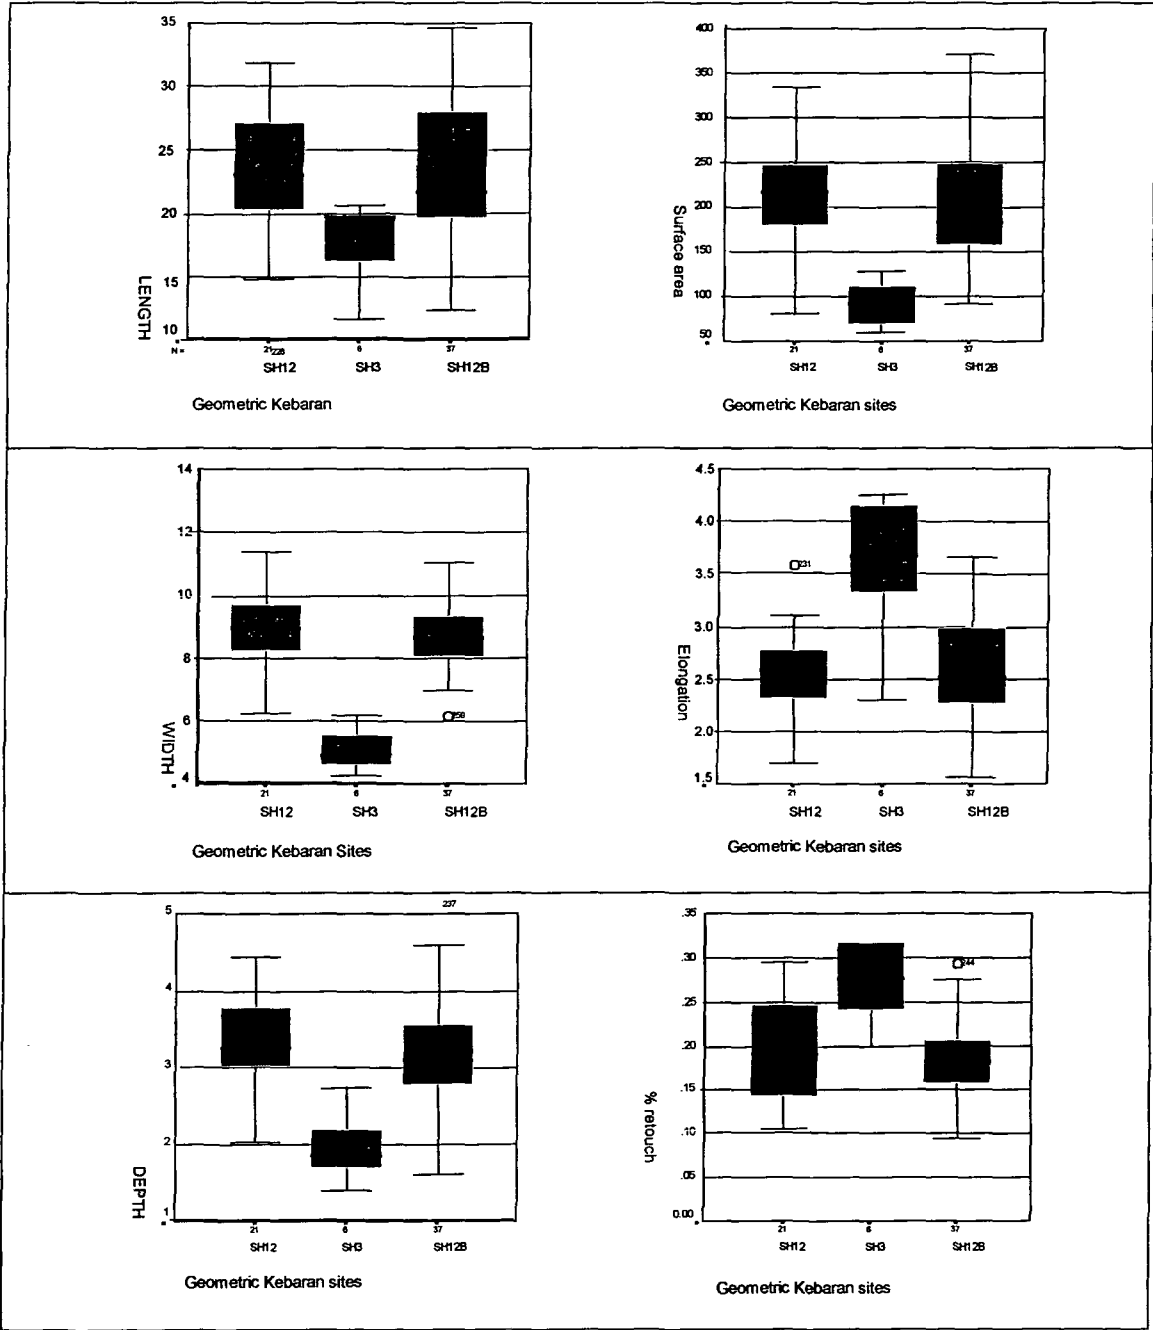 35
30
25
20
15
10
LENGTH
N =
21 228
6
37
SH12
SH3
SH12B
Geometric Kebaran
400
350
300
250
200
150
100
50
Surface area
21
6
37
SH12
SH3
SH12B
Geometric Kebaran sites
14
12
10
8
6
4
WIDTH
258
21
6
37
SH12
SH3
SH12B
Geometric Kebaran Sites
4.5
4.0
3.5
3.0
2.5
2.0
1.5
Elongation
231
21
6
37
SH12
SH3
SH12B
Geometric Kebaran sites
5
4
3
2
1
DEPTH
237
21
6
37
SH12
SH3
SH12B
Geometric Kebaran sites
.35
.30
.25
.20
.15
.10
.05
0.00
% retouch
244
21
6
37
SH12
SH3
SH12B
Geometric Kebaran sites